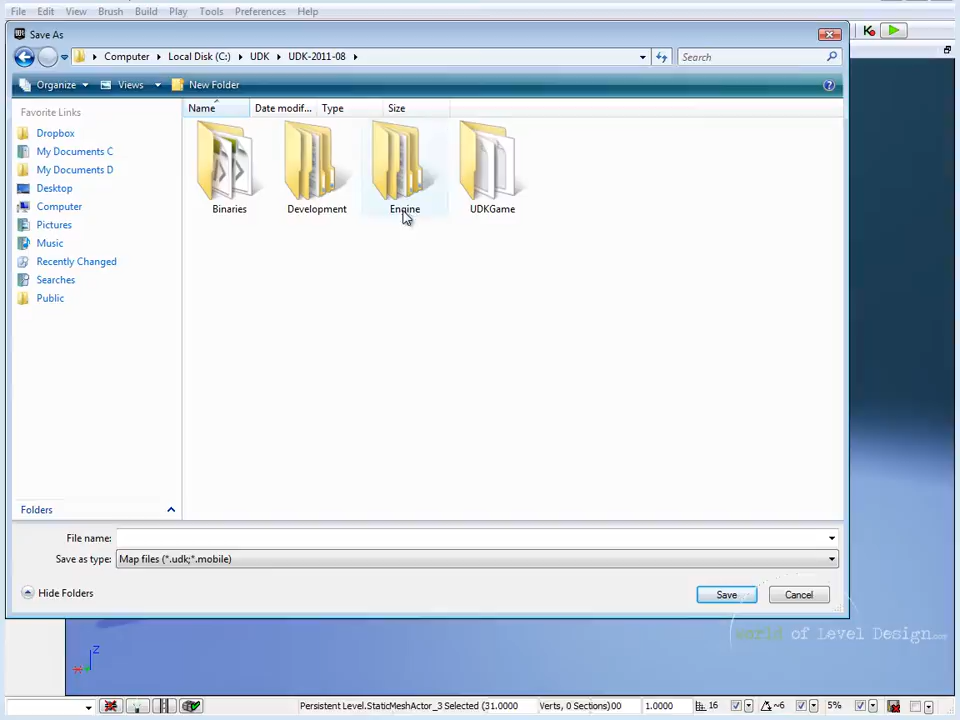 File Edit View Brush Build Play Tools Preferences Help
Save As
Computer Local Disk (C:) UDK UDK-2011-08 Search
Organize Views New Folder
Favorite Links
Name Date modif... Type Size
Dropbox
My Documents C
My Documents D
Desktop
Computer
Pictures
Music
Recently Changed
Searches
Public
Binaries Development Engine UDKGame
Folders
File name:
Save as type: Map files (*.udk;*.mobile)
Hide Folders
Save Cancel
world of Level Design.com
Z
Persistent Level.StaticMeshActor_3 Selected (31.0000 Verts, 0 Sections)00 1.0000 16 ~6 5%